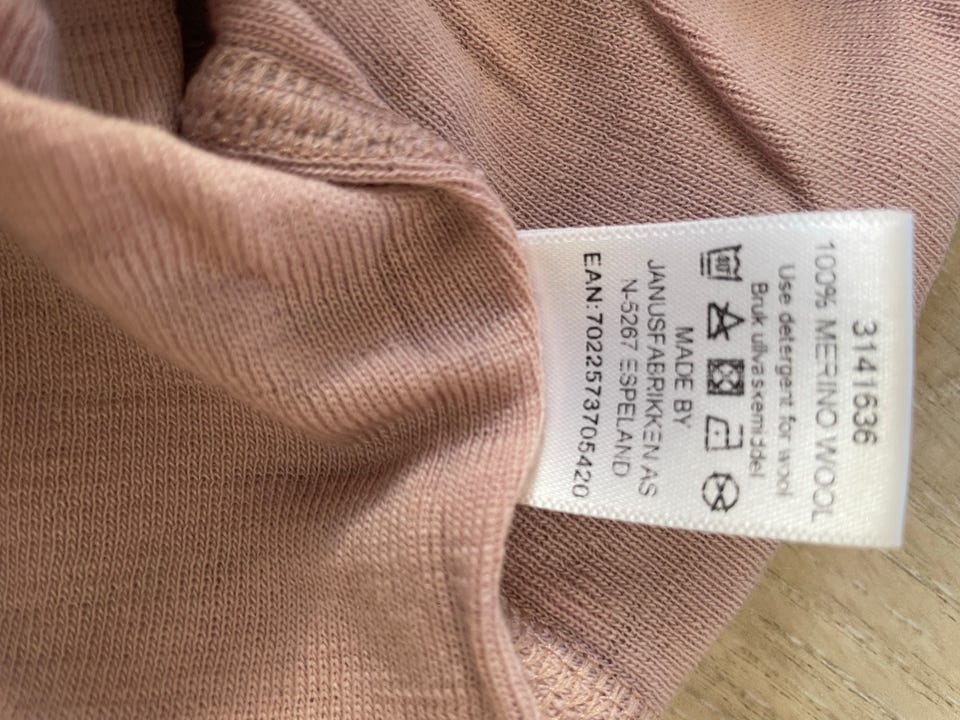 3141636
100% MERINO WOOL
Use detergent for wool
Bruk ullvaskemiddel
MADE BY
JANUSFABRIKKEN AS
N-5267 ESPELAND
EAN:7022573705420